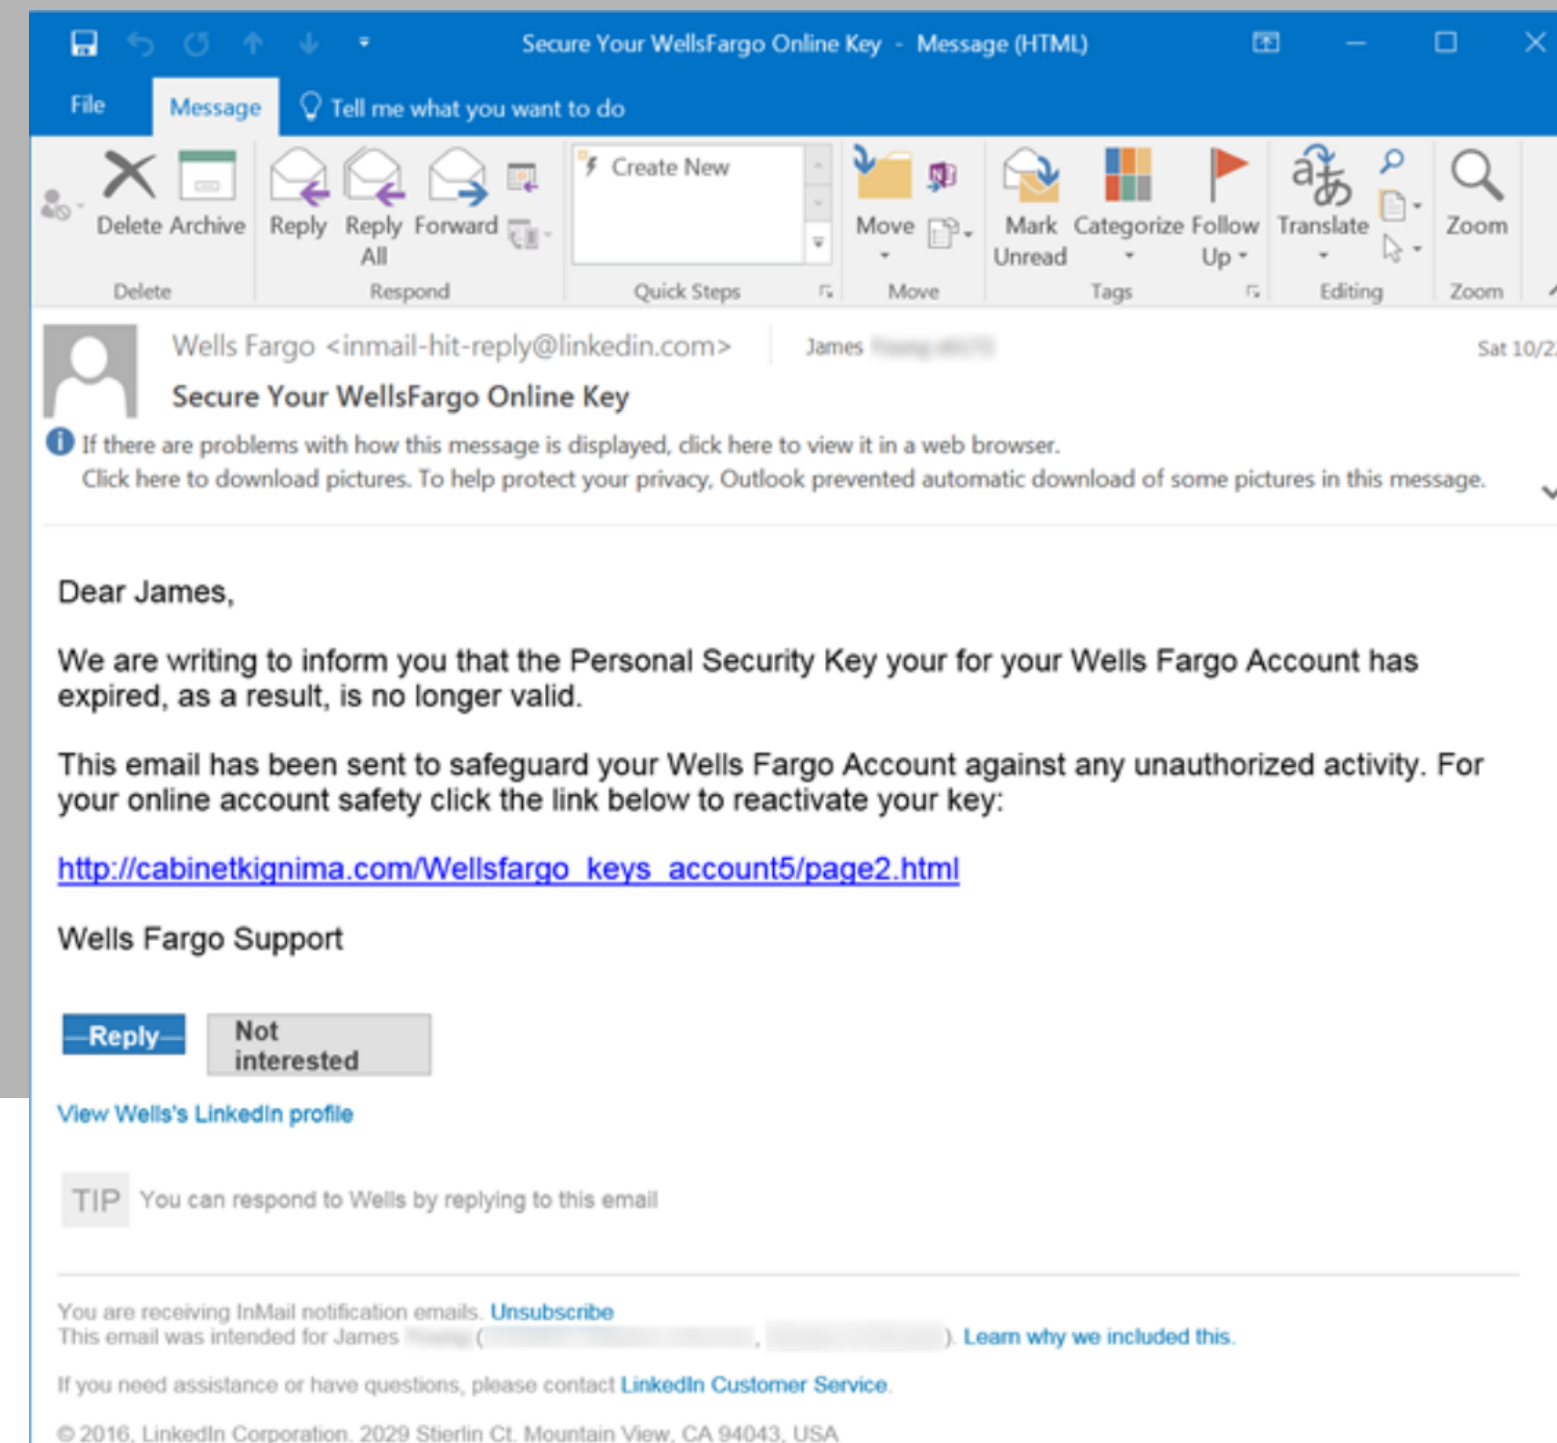 Secure Your WellsFargo Online Key - Message (HTML)
File Message Tell me what you want to do
Create New
Delete Archive Reply Reply All Forward Move Mark Unread Categorize Follow Up Translate Zoom
Delete Respond Quick Steps Move Tags Editing Zoom
Wells Fargo <inmail-hit-reply@linkedin.com> James Sat 10/22
Secure Your WellsFargo Online Key
If there are problems with how this message is displayed, click here to view it in a web browser.
Click here to download pictures. To help protect your privacy, Outlook prevented automatic download of some pictures in this message.
Dear James,
We are writing to inform you that the Personal Security Key your for your Wells Fargo Account has
expired, as a result, is no longer valid.
This email has been sent to safeguard your Wells Fargo Account against any unauthorized activity. For
your online account safety click the link below to reactivate your key:
http://cabinetkignima.com/Wellsfargo_keys_account5/page2.html
Wells Fargo Support
Reply Not
interested
View Wells's LinkedIn profile
TIP You can respond to Wells by replying to this email
You are receiving InMail notification emails. Unsubscribe
This email was intended for James ( , ). Learn why we included this.
If you need assistance or have questions, please contact LinkedIn Customer Service.
© 2016, LinkedIn Corporation. 2029 Stierlin Ct. Mountain View, CA 94043, USA